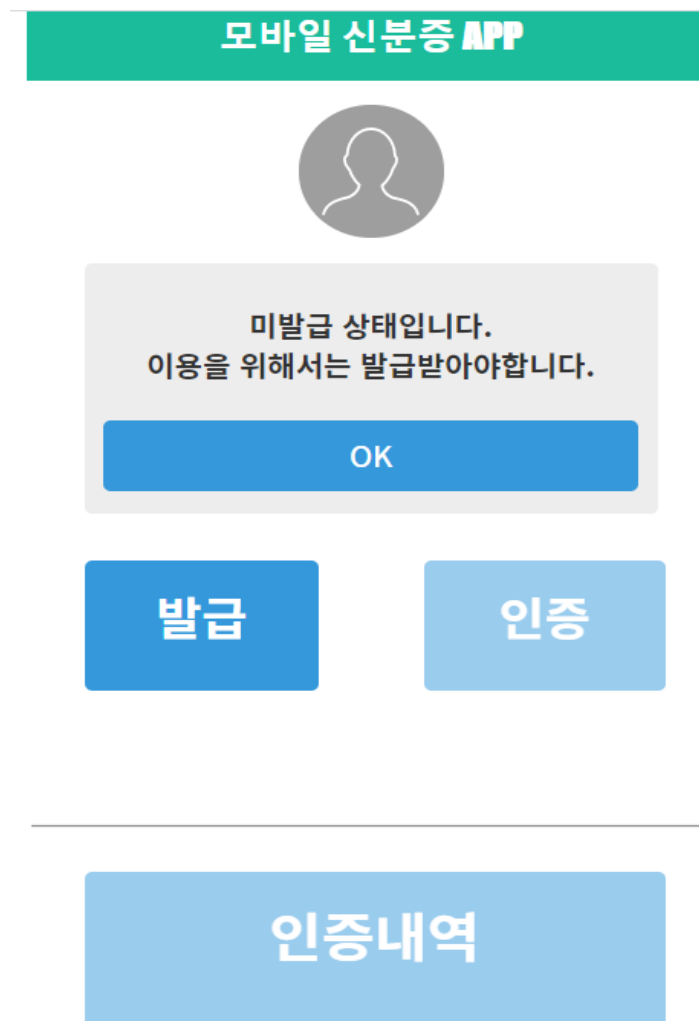 모바일 신분증 APP
미발급 상태입니다.
이용을 위해서는 발급받아야합니다.
OK
발급
인증
인증내역